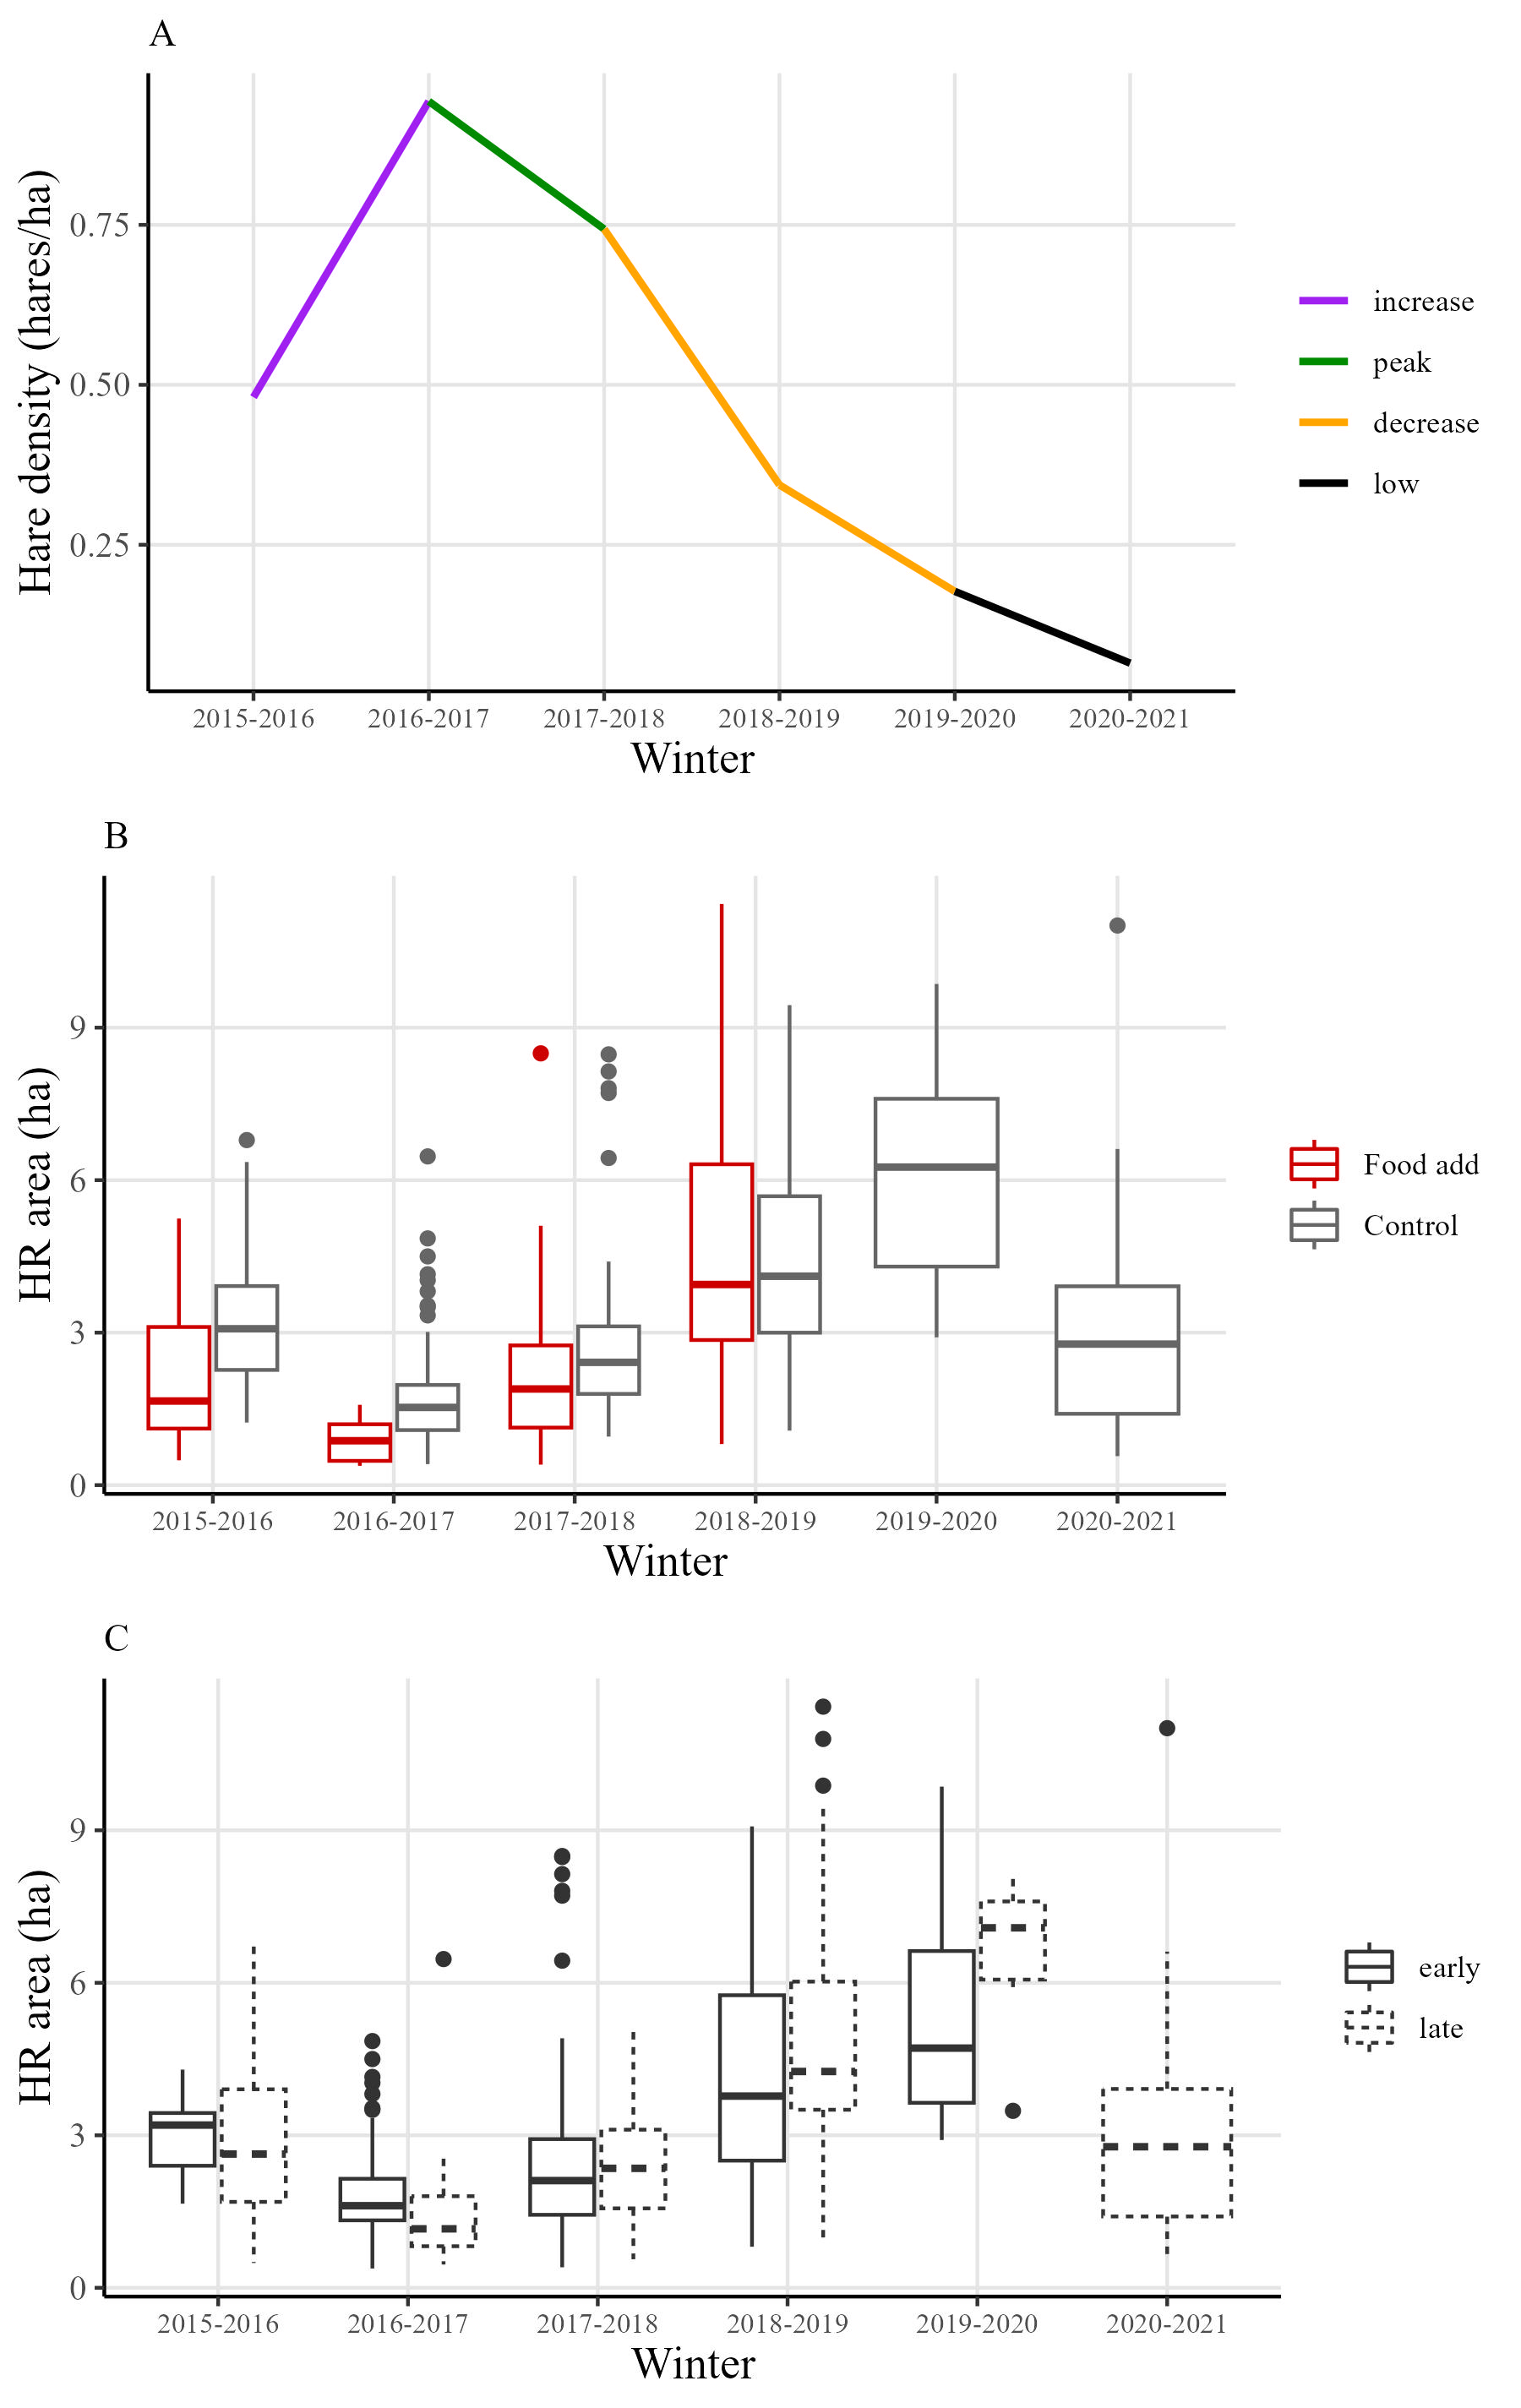 A
Hare density (hares/ha)
0.75
0.50
0.25
2015-2016 2016-2017 2017-2018 2018-2019 2019-2020 2020-2021
Winter
increase
peak
decrease
low
B
HR area (ha)
9
6
3
0
2015-2016 2016-2017 2017-2018 2018-2019 2019-2020 2020-2021
Winter
Food add
Control
C
HR area (ha)
9
6
3
0
2015-2016 2016-2017 2017-2018 2018-2019 2019-2020 2020-2021
Winter
early
late